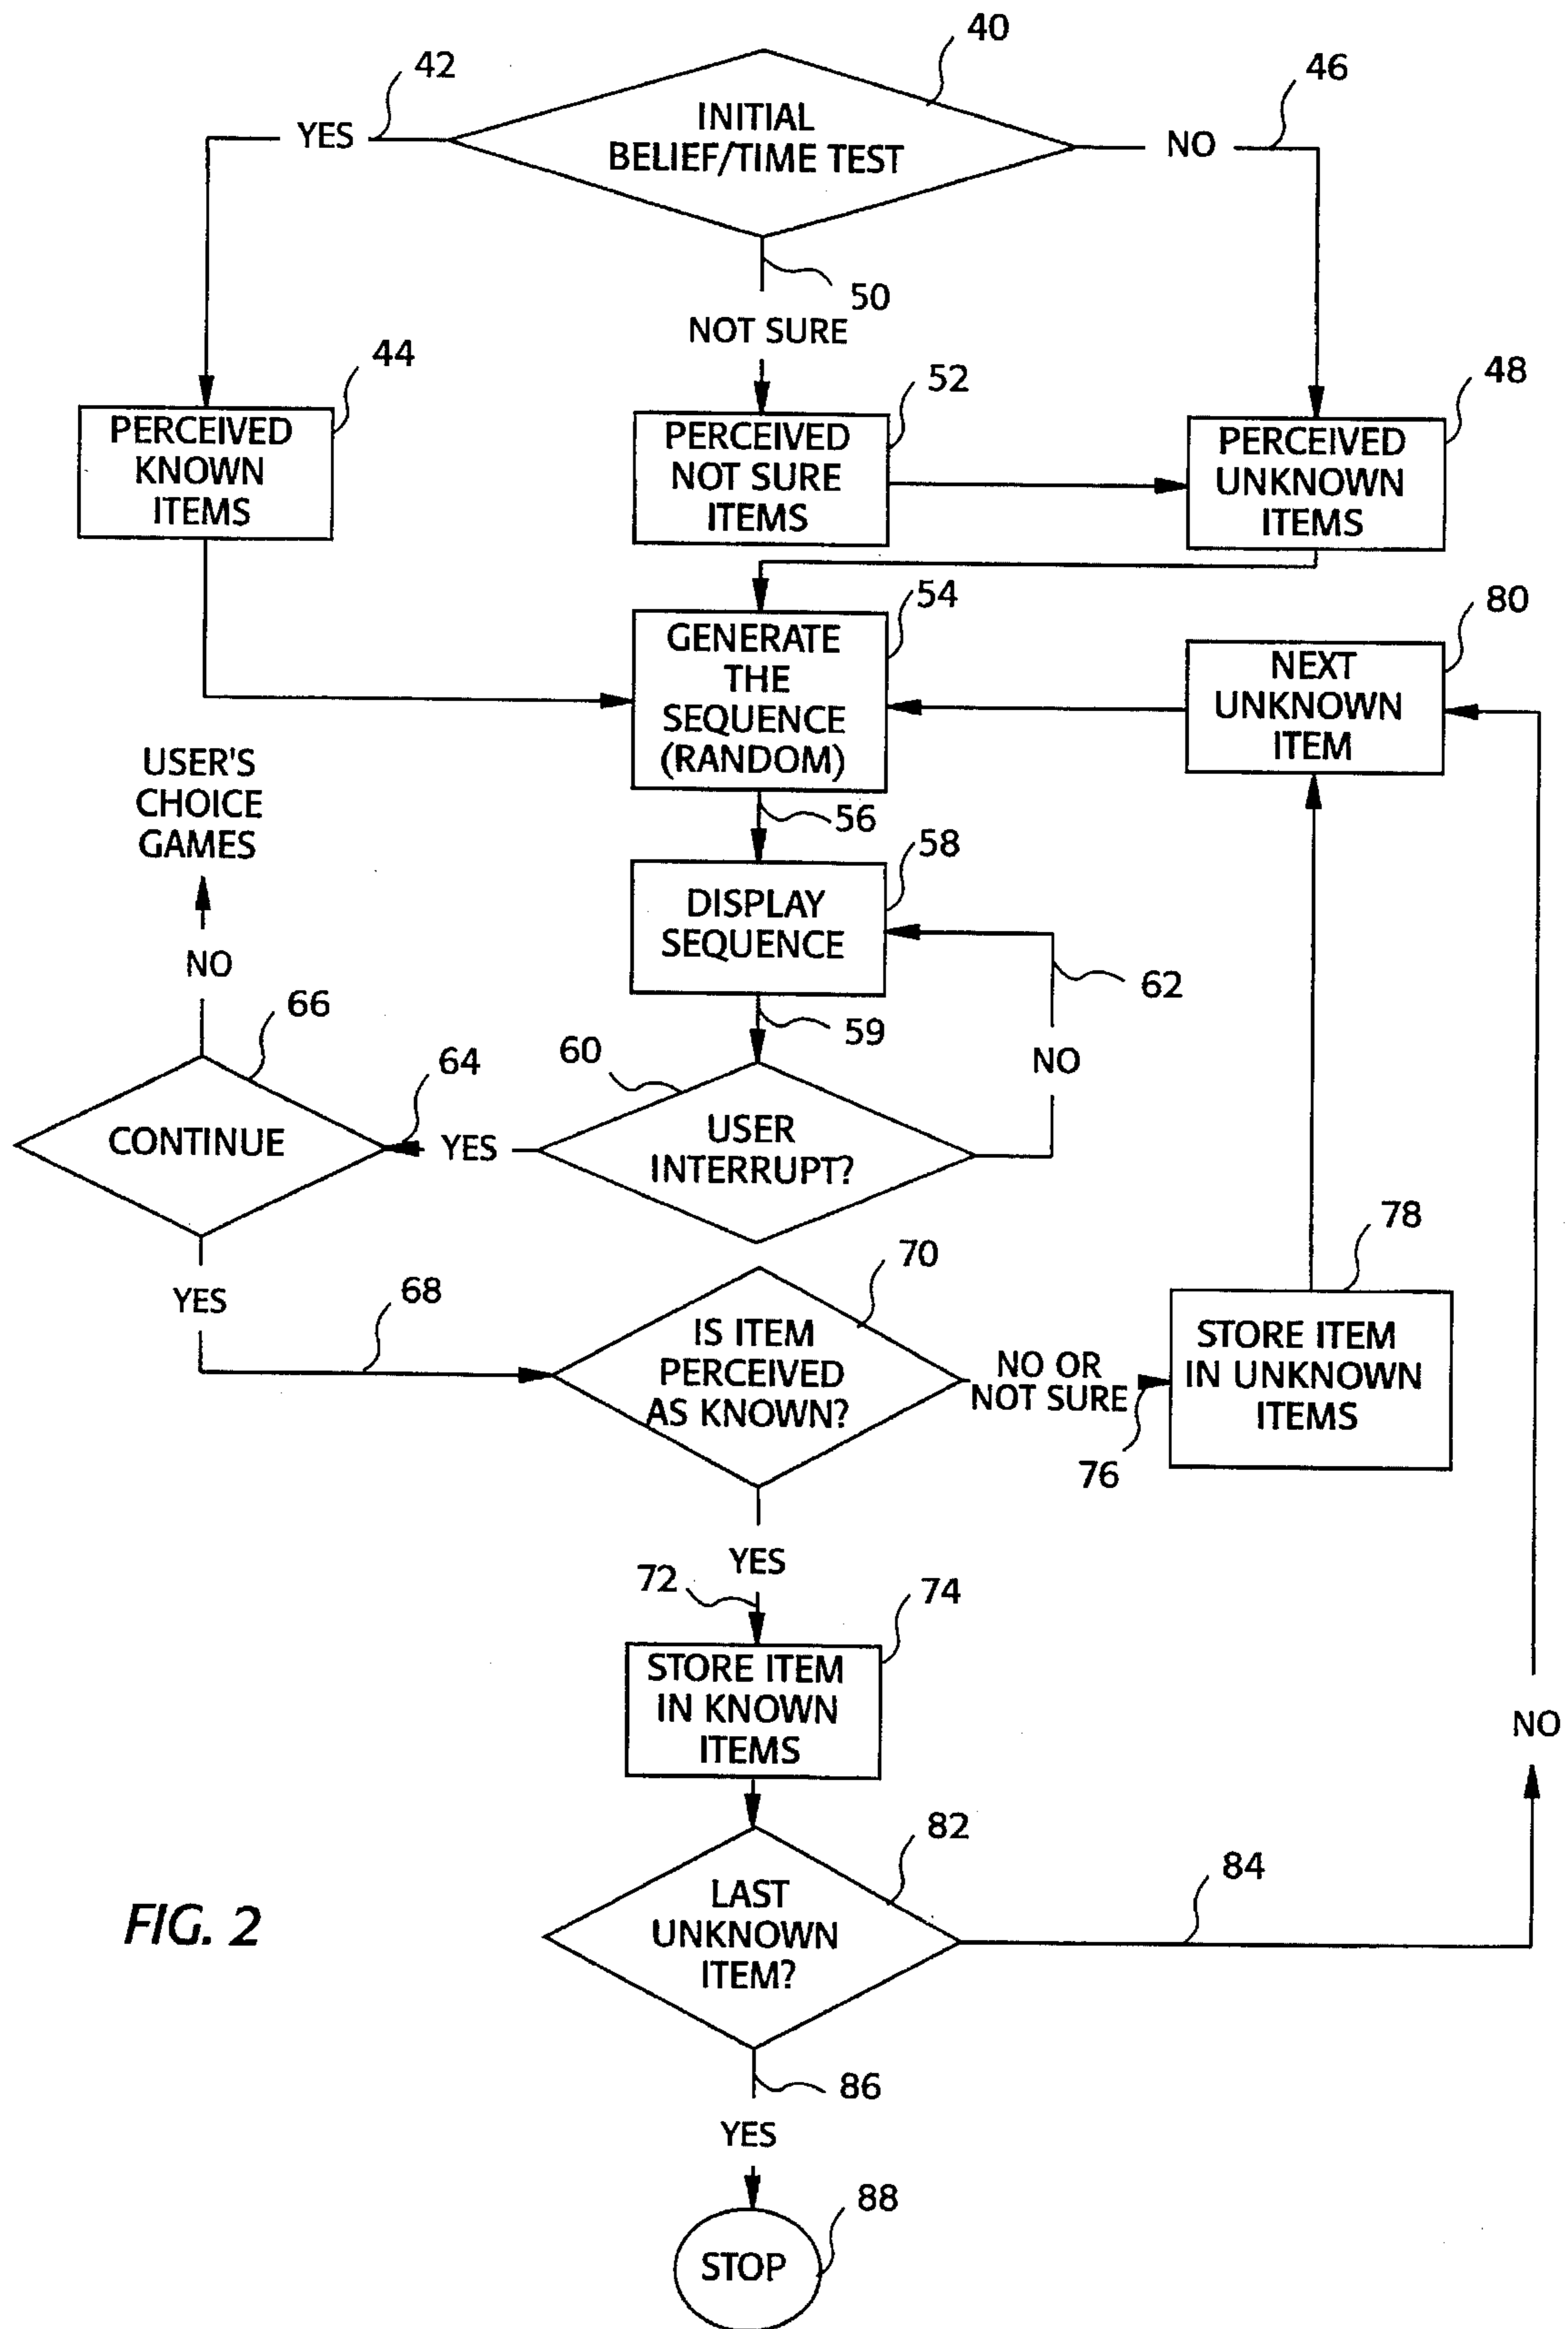 40
42
46
YES
INITIAL
BELIEF/TIME TEST
NO
50
NOT SURE
44
52
48
PERCEIVED
KNOWN
ITEMS
PERCEIVED
NOT SURE
ITEMS
PERCEIVED
UNKNOWN
ITEMS
54
80
GENERATE
THE
SEQUENCE
(RANDOM)
NEXT
UNKNOWN
ITEM
USER'S
CHOICE
GAMES
56
58
DISPLAY
SEQUENCE
NO
62
66
59
60
64
NO
CONTINUE
YES
USER
INTERRUPT?
70
78
YES
68
IS ITEM
PERCEIVED
AS KNOWN?
NO OR
NOT SURE
76
STORE ITEM
IN UNKNOWN
ITEMS
YES
72
74
STORE ITEM
IN KNOWN
ITEMS
NO
82
84
LAST
UNKNOWN
ITEM?
FIG. 2
86
YES
88
STOP